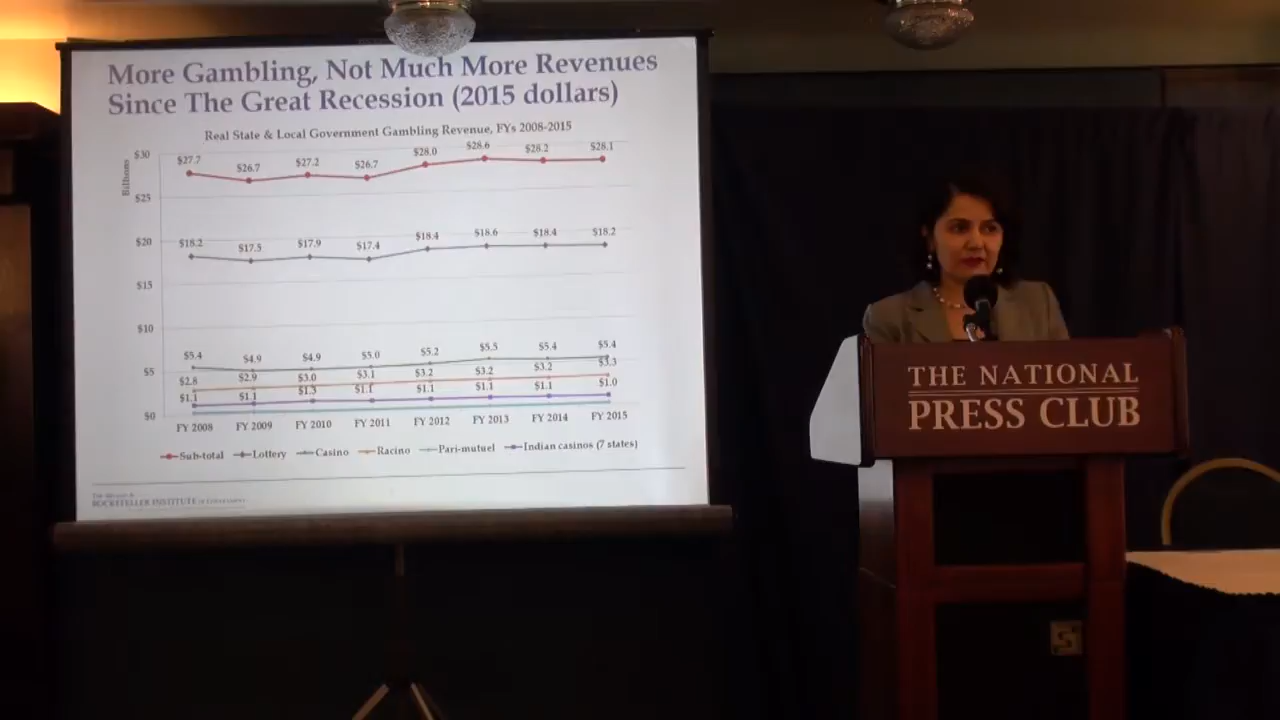 More Gambling, Not Much More Revenues
Since The Great Recession (2015 dollars)
Real State & Local Government Gambling Revenue, FYs 2008-2015
Billions
$30
$25
$20
$15
$10
$5
$0
$27.7 $26.7 $27.2 $26.7 $28.0 $28.6 $28.2 $28.1
$18.2 $17.5 $17.9 $17.4 $18.4 $18.6 $18.4 $18.2
$5.4 $4.9 $4.9 $5.0 $5.2 $5.5 $5.4 $5.4
$2.8 $2.9 $3.0 $3.1 $3.2 $3.2 $3.2 $3.3
$1.1 $1.1 $1.3 $1.1 $1.1 $1.1 $1.1 $1.0
FY 2008 FY 2009 FY 2010 FY 2011 FY 2012 FY 2013 FY 2014 FY 2015
Sub-total Lottery Casino Racino Pari-mutuel Indian casinos (7 states)
ROCKEFELLER INSTITUTE
THE NATIONAL
PRESS CLUB